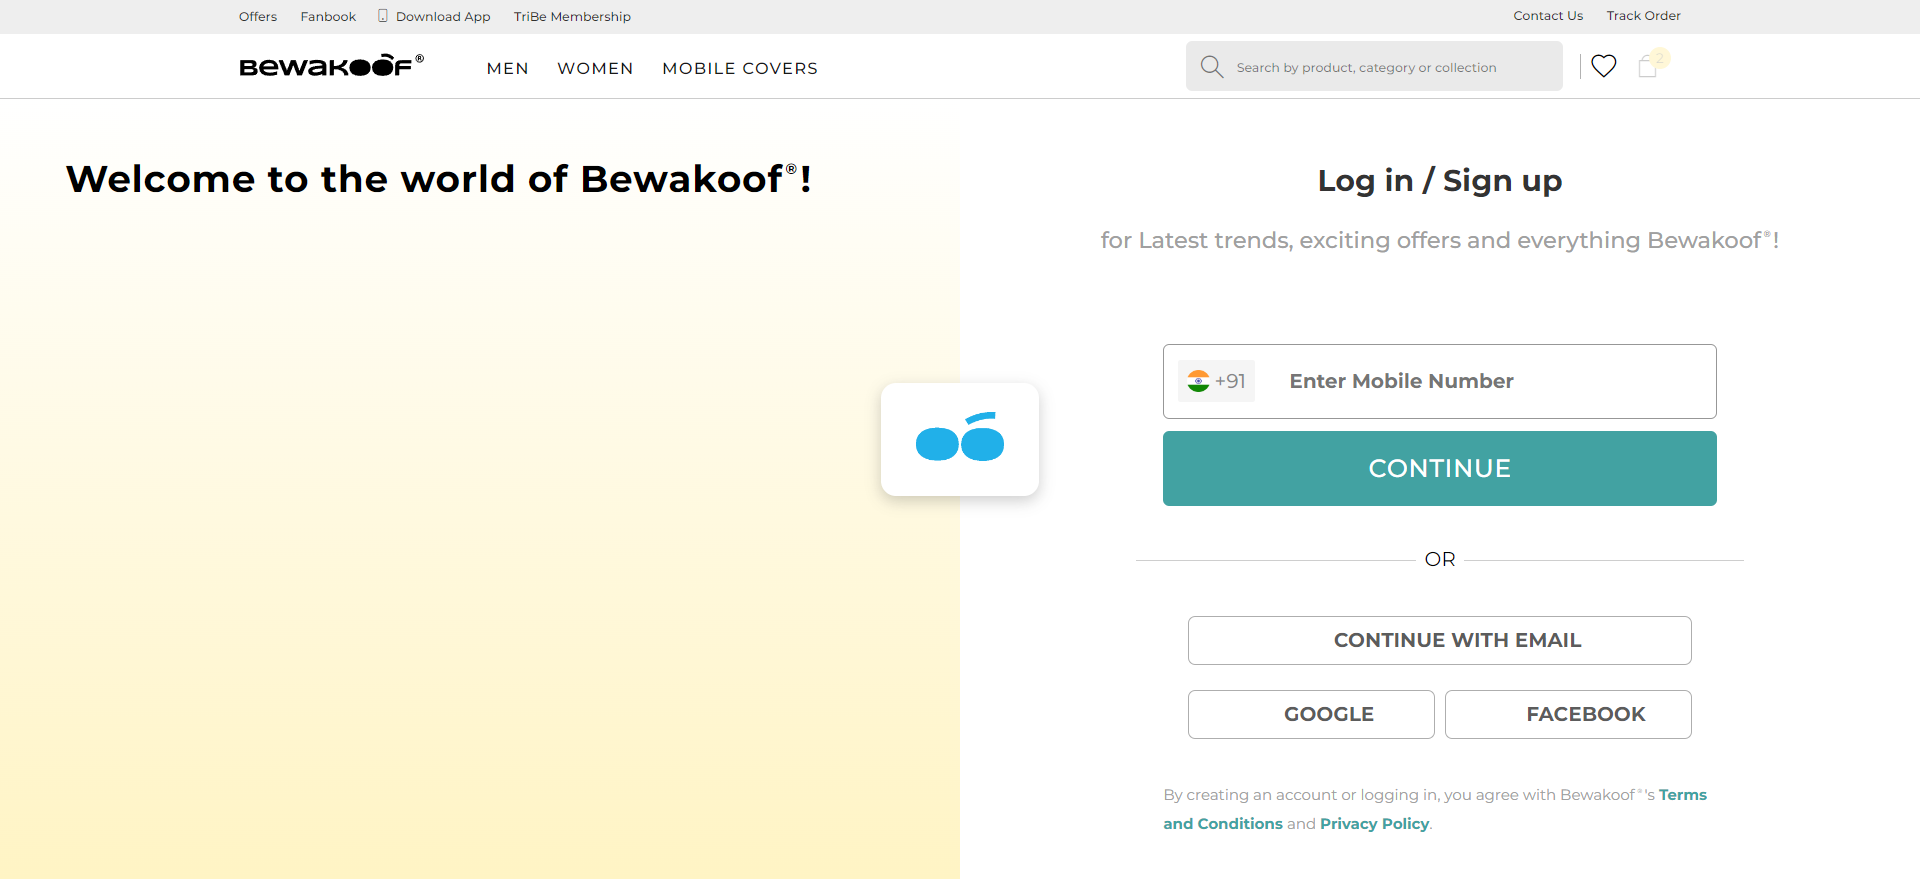 Offers Fanbook Download App TriBe Membership Contact Us Track Order
BEWAKOOF® MEN WOMEN MOBILE COVERS Search by product, category or collection 2
Welcome to the world of Bewakoof®!
Log in / Sign up
for Latest trends, exciting offers and everything Bewakoof®!
+91 Enter Mobile Number
CONTINUE
OR
CONTINUE WITH EMAIL
GOOGLE FACEBOOK
By creating an account or logging in, you agree with Bewakoof®'s Terms
and Conditions and Privacy Policy.